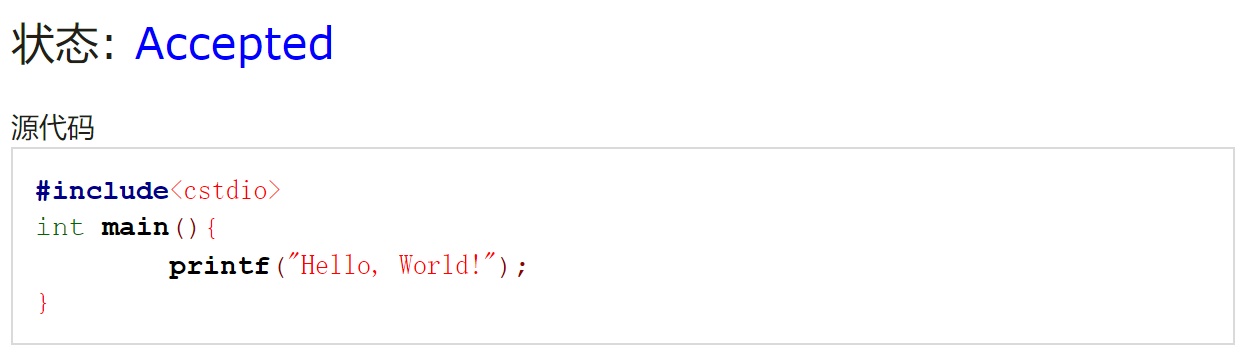 状态: Accepted
源代码
#include<cstdio>
int main(){
        printf("Hello, World!");
}